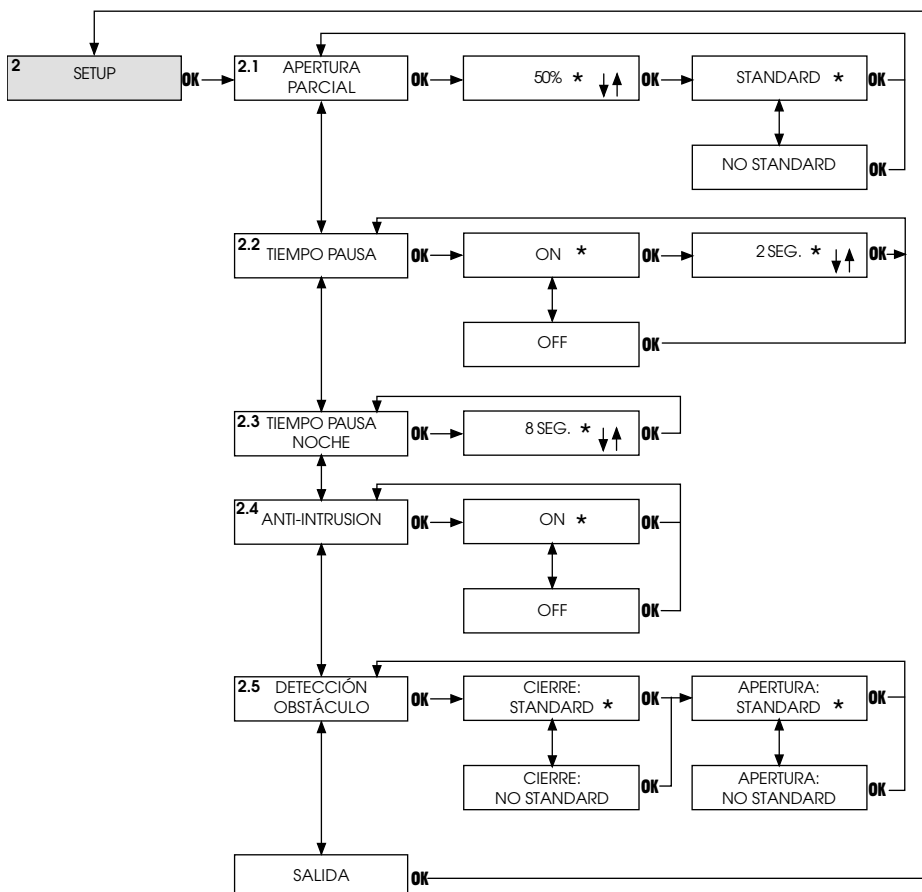 2 SETUP OK
2.1 APERTURA PARCIAL OK
50% * OK
STANDARD * OK
NO STANDARD OK
2.2 TIEMPO PAUSA OK
ON * OK
2 SEG. * OK
OFF OK
2.3 TIEMPO PAUSA NOCHE OK
8 SEG. * OK
2.4 ANTI-INTRUSION OK
ON * OK
OFF OK
2.5 DETECCIÓN OBSTÁCULO OK
CIERRE: STANDARD * OK
APERTURA: STANDARD * OK
CIERRE: NO STANDARD OK
APERTURA: NO STANDARD OK
SALIDA OK